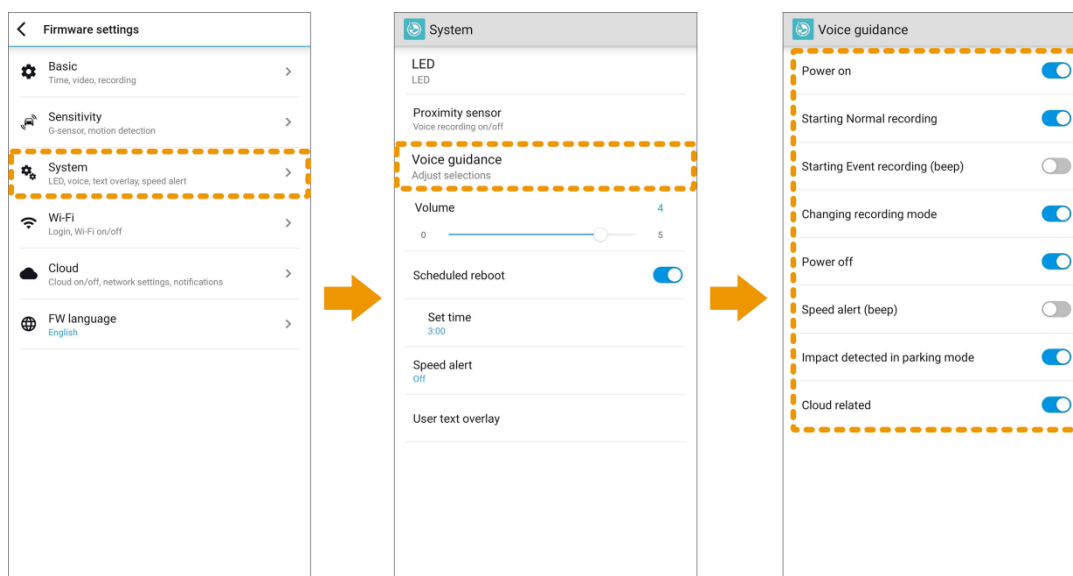 Firmware settings
Basic
Time, video, recording
Sensitivity
G-sensor, motion detection
System
LED, voice, text overlay, speed alert
Wi-Fi
Login, Wi-Fi on/off
Cloud
Cloud on/off, network settings, notifications
FW language
English
System
LED
LED
Proximity sensor
Voice recording on/off
Voice guidance
Adjust selections
Volume 4
0 5
Scheduled reboot
Set time
3:00
Speed alert
Off
User text overlay
Voice guidance
Power on
Starting Normal recording
Starting Event recording (beep)
Changing recording mode
Power off
Speed alert (beep)
Impact detected in parking mode
Cloud related